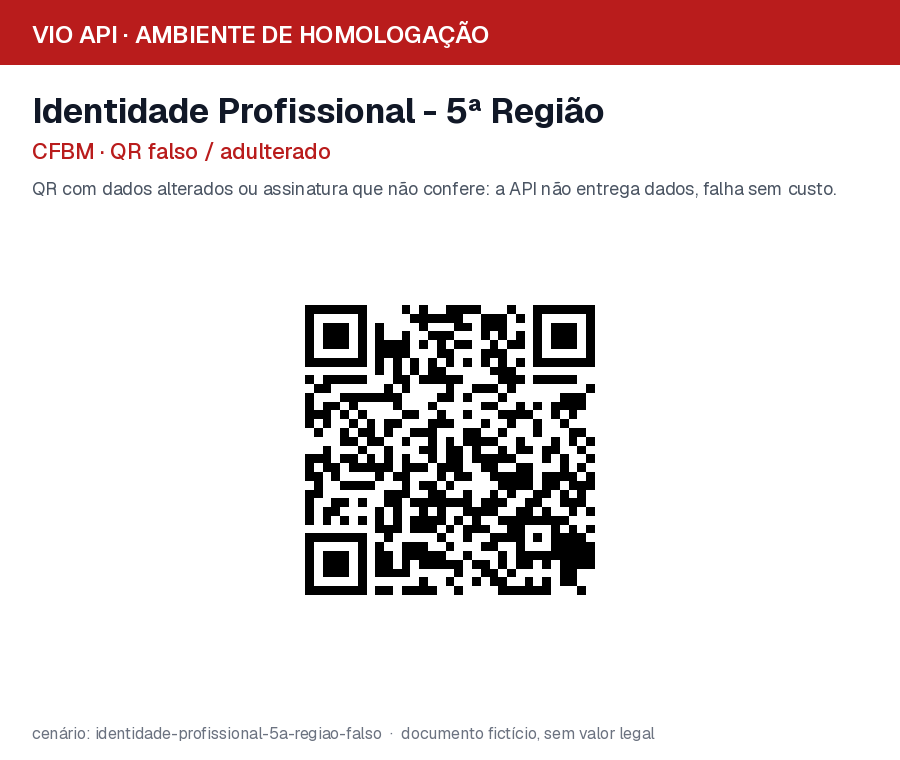 VIO API · AMBIENTE DE HOMOLOGAÇÃO
Identidade Profissional - 5ª Região
CFBM · QR falso / adulterado
QR com dados alterados ou assinatura que não confere: a API não entrega dados, falha sem custo.
cenário: identidade-profissional-5a-regiao-falso · documento fictício, sem valor legal